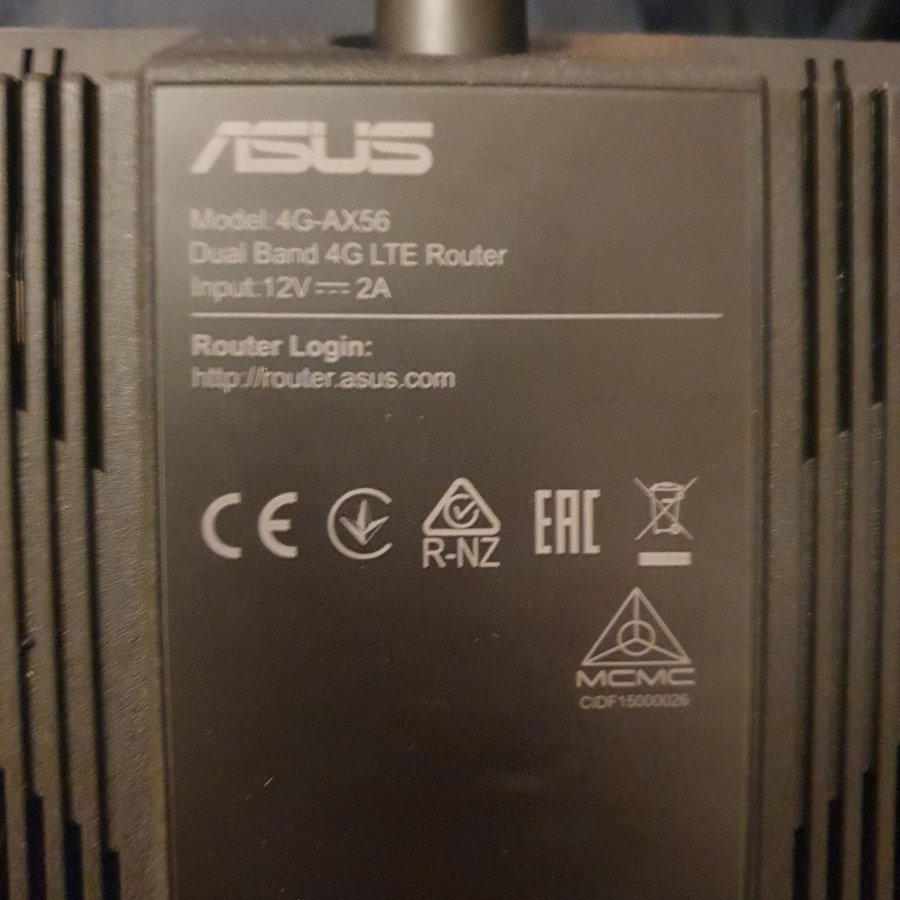 ASUS
Model: 4G-AX56
Dual Band 4G LTE Router
Input: 12V ⎓ 2A
Router Login:
http://router.asus.com
CE
R-NZ
EAC
MCMC
CIDF15000026